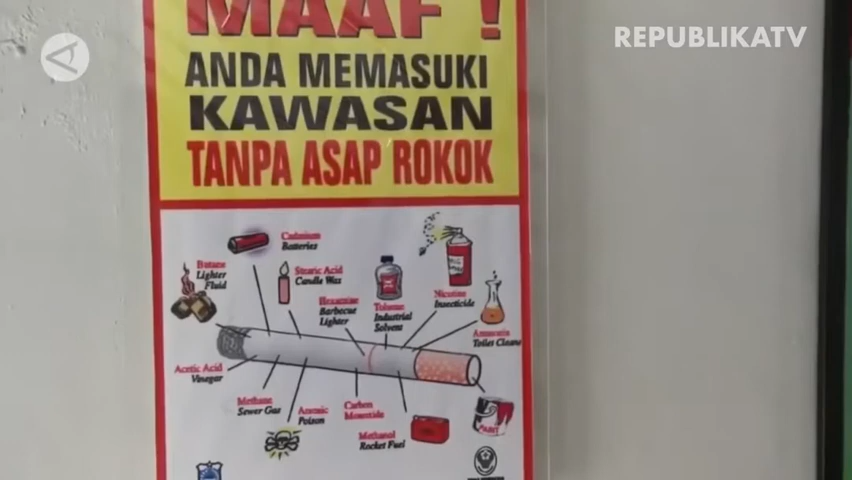 MAAF !
REPUBLIKATV
ANDA MEMASUKI
KAWASAN
TANPA ASAP ROKOK
Cadmium
Batteries
Butane
Lighter
Fluid
Stearic Acid
Candle Wax
Hexamine
Barbecue
Lighter
Toluene
Industrial
Solvent
Nicotine
Insecticide
Ammonia
Toilet Cleaner
Acetic Acid
Vinegar
Methane
Sewer Gas
Arsenic
Poison
Carbon
Monoxide
Methanol
Rocket Fuel
PAINT